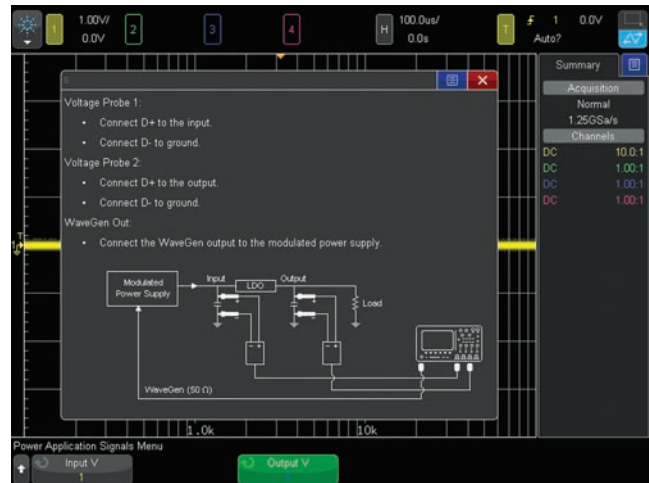 1 1.00V/ 2 3 4 H 100.0us/ T 1 0.0V
0.0V 0.0s Auto?
Summary
Acquisition
Normal
1.25GSa/s
Channels
DC 10.0:1
DC 1.00:1
DC 1.00:1
DC 1.00:1
Voltage Probe 1:
• Connect D+ to the input.
• Connect D- to ground.
Voltage Probe 2:
• Connect D+ to the output.
• Connect D- to ground.
WaveGen Out:
• Connect the WaveGen output to the modulated power supply.
Modulated
Power Supply
Input
LDO
Output
Load
- +
- +
WaveGen (50 Ω)
T
1
1.0k 10k
Power Application Signals Menu
Input V
1
Output V